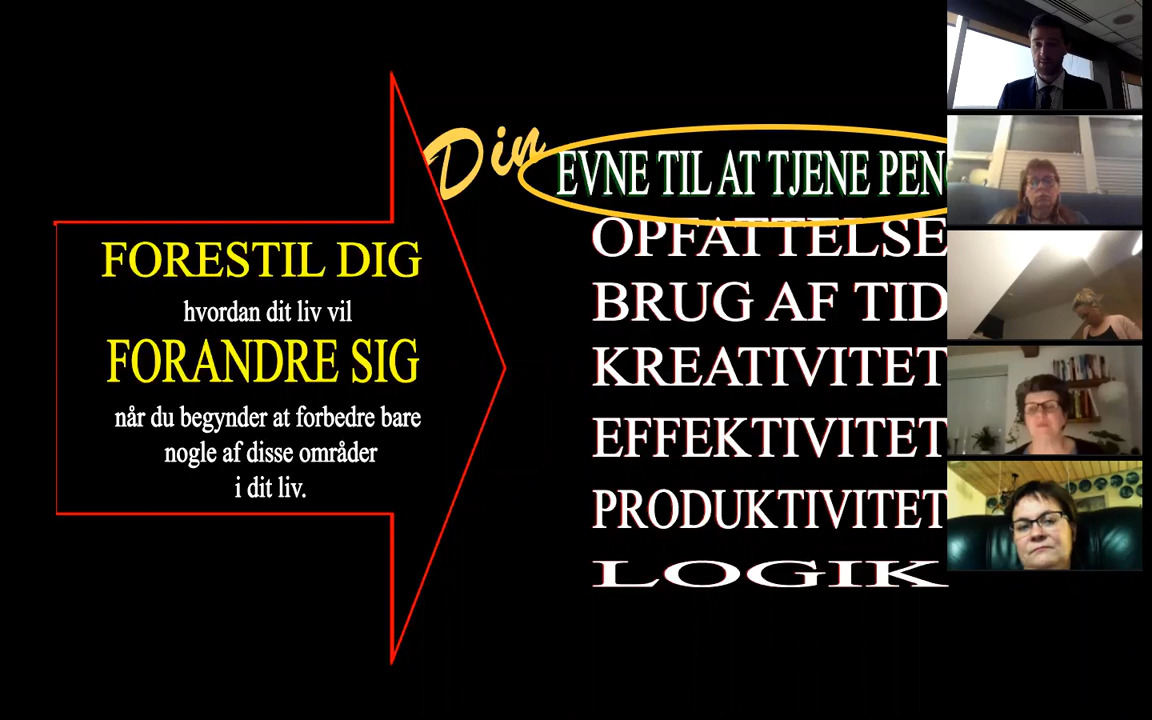 FORESTIL DIG
hvordan dit liv vil
FORANDRE SIG
når du begynder at forbedre bare
nogle af disse områder
i dit liv.
Din
EVNE TIL AT TJENE PEN
OPFATTELSE
BRUG AF TID
KREATIVITET
EFFEKTIVITET
PRODUKTIVITET
LOGIK